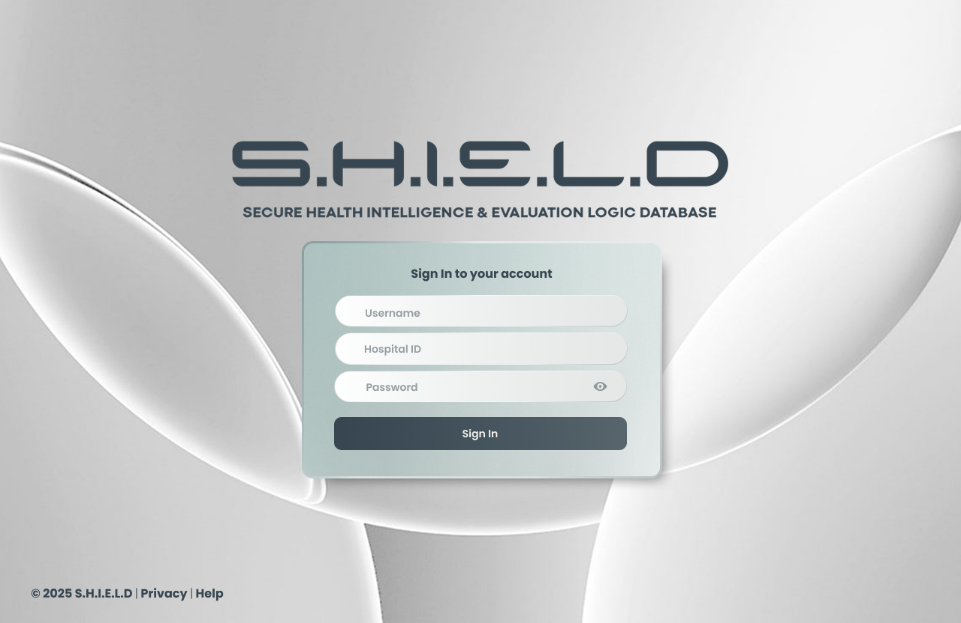 S.H.I.E.L.D
SECURE HEALTH INTELLIGENCE & EVALUATION LOGIC DATABASE
Sign In to your account
Username
Hospital ID
Password
Sign In
© 2025 S.H.I.E.L.D | Privacy | Help